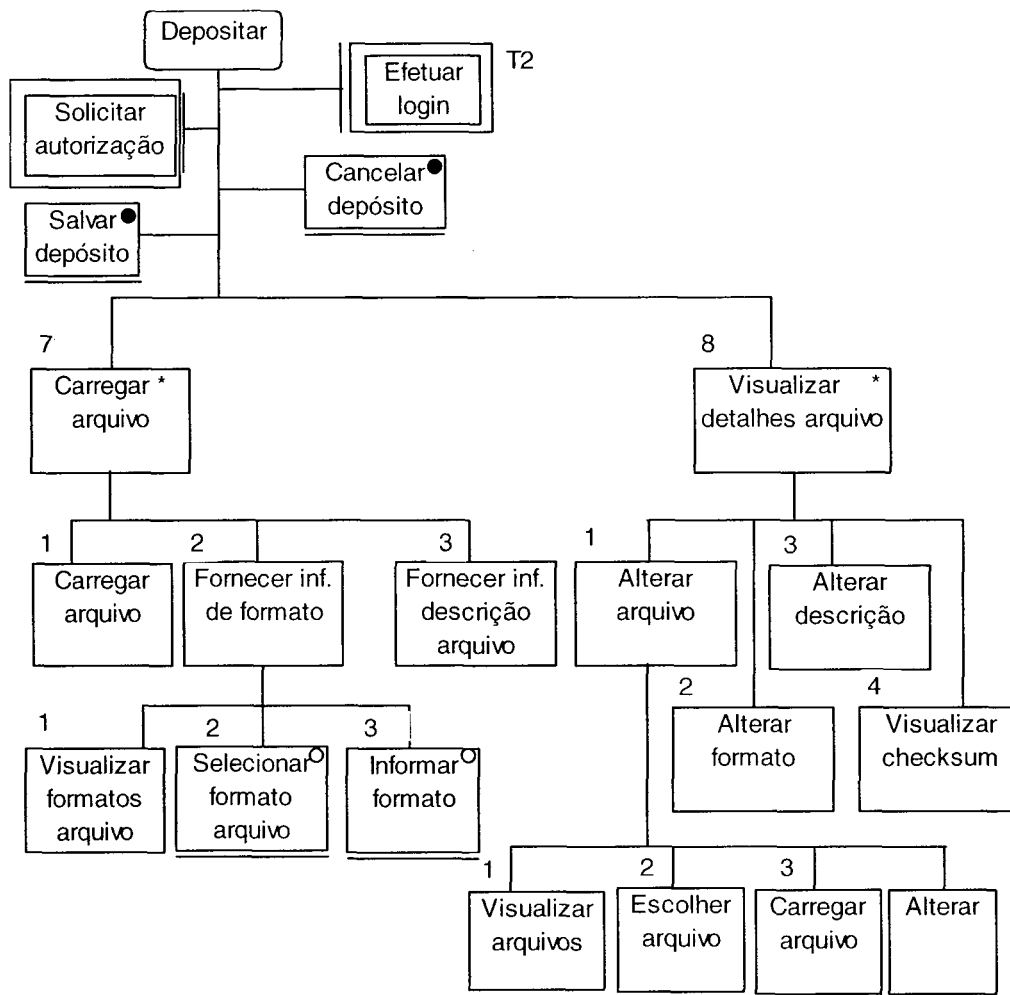 Depositar
T2
Efetuar
login
Solicitar
autorização
Cancelar
depósito
Salvar
depósito
7
8
Carregar *
arquivo
Visualizar *
detalhes arquivo
1
2
3
1
3
Carregar
arquivo
Fornecer inf.
de formato
Fornecer inf.
descrição
arquivo
Alterar
arquivo
Alterar
descrição
2
4
1
2
3
Alterar
formato
Visualizar
checksum
Visualizar
formatos
arquivo
Selecionar
formato
arquivo
Informar
formato
1
2
3
Visualizar
arquivos
Escolher
arquivo
Carregar
arquivo
Alterar